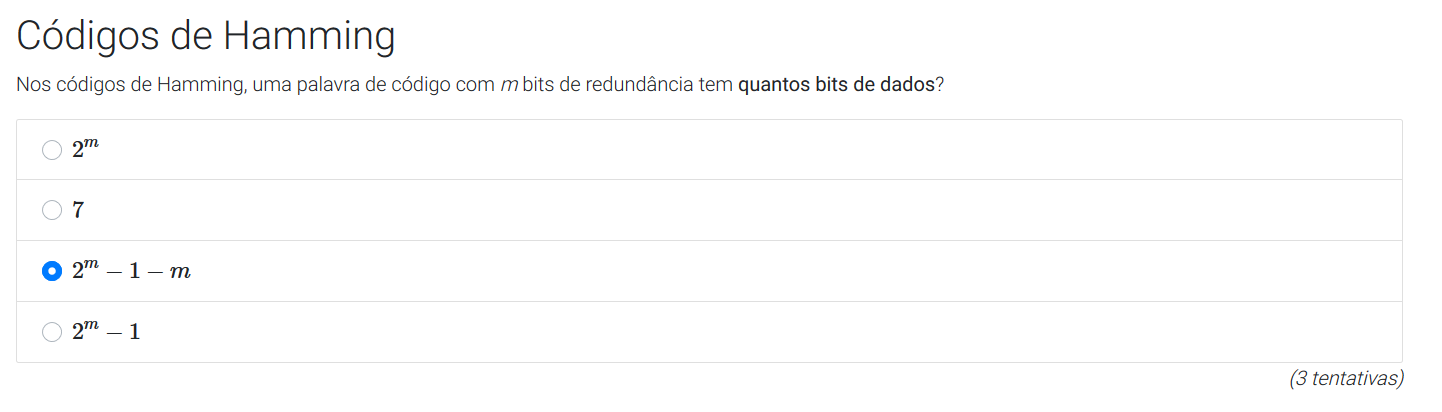 Códigos de Hamming
Nos códigos de Hamming, uma palavra de código com m bits de redundância tem quantos bits de dados?
2^m
7
2^m − 1 − m
2^m − 1
(3 tentativas)